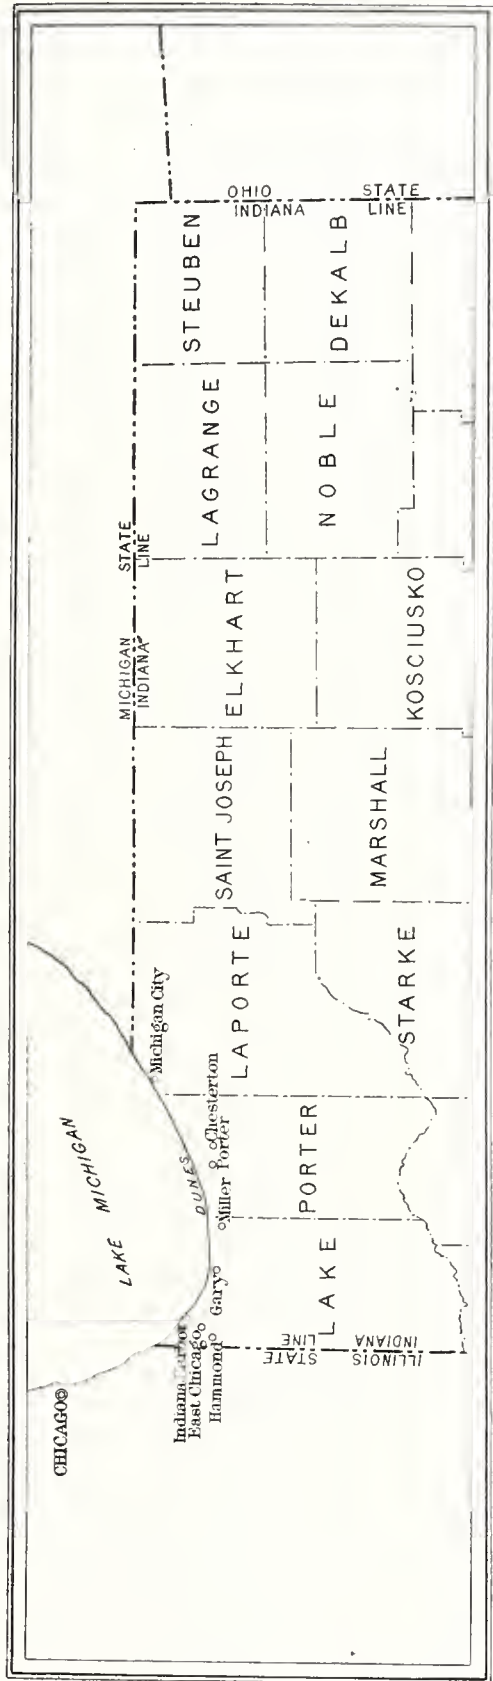 CHICAGO
LAKE MICHIGAN
DUNES
Indiana Harbor
East Chicago
Hammond
Gary
Miller
Porter
Chesterton
Michigan City
MICHIGAN STATE
INDIANA LINE
OHIO STATE
INDIANA LINE
ILLINOIS INDIANA
STATE LINE
LAKE
PORTER
LAPORTE
STARKE
SAINT JOSEPH
MARSHALL
ELKHART
KOSCIUSKO
LAGRANGE
NOBLE
STEUBEN
DEKALB